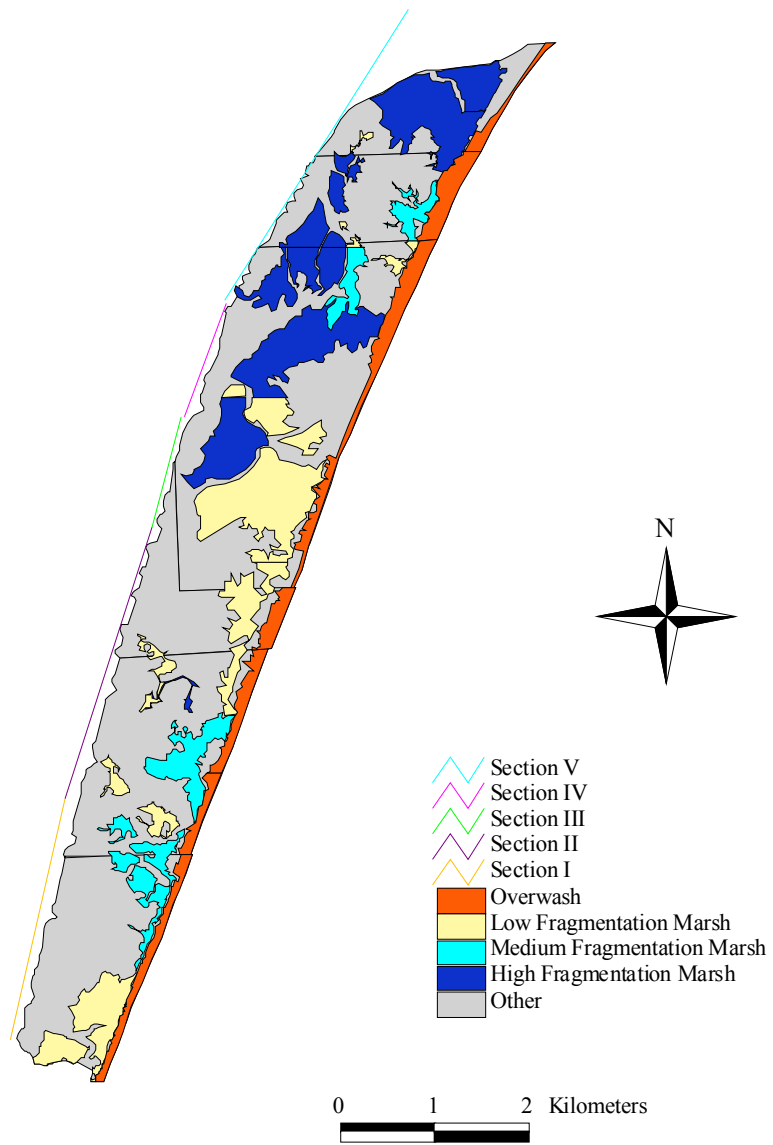 N
Section V
Section IV
Section III
Section II
Section I
Overwash
Low Fragmentation Marsh
Medium Fragmentation Marsh
High Fragmentation Marsh
Other
0 1 2 Kilometers